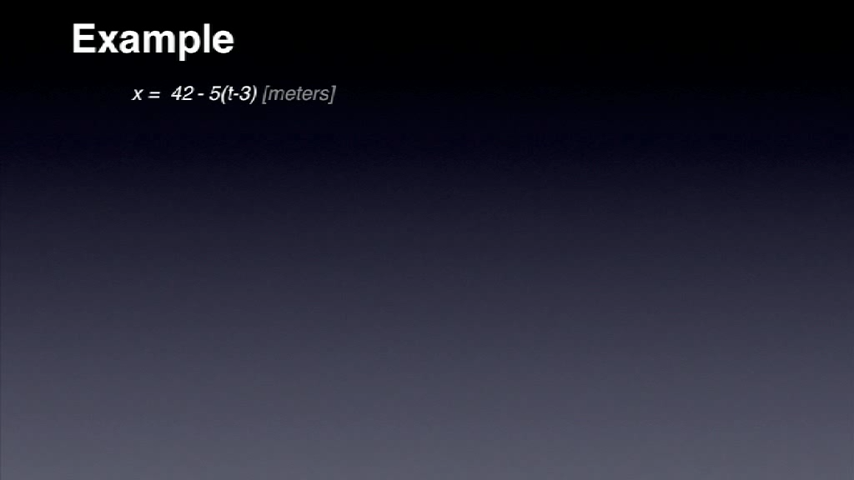 Example
x = 42 - 5(t-3) [meters]